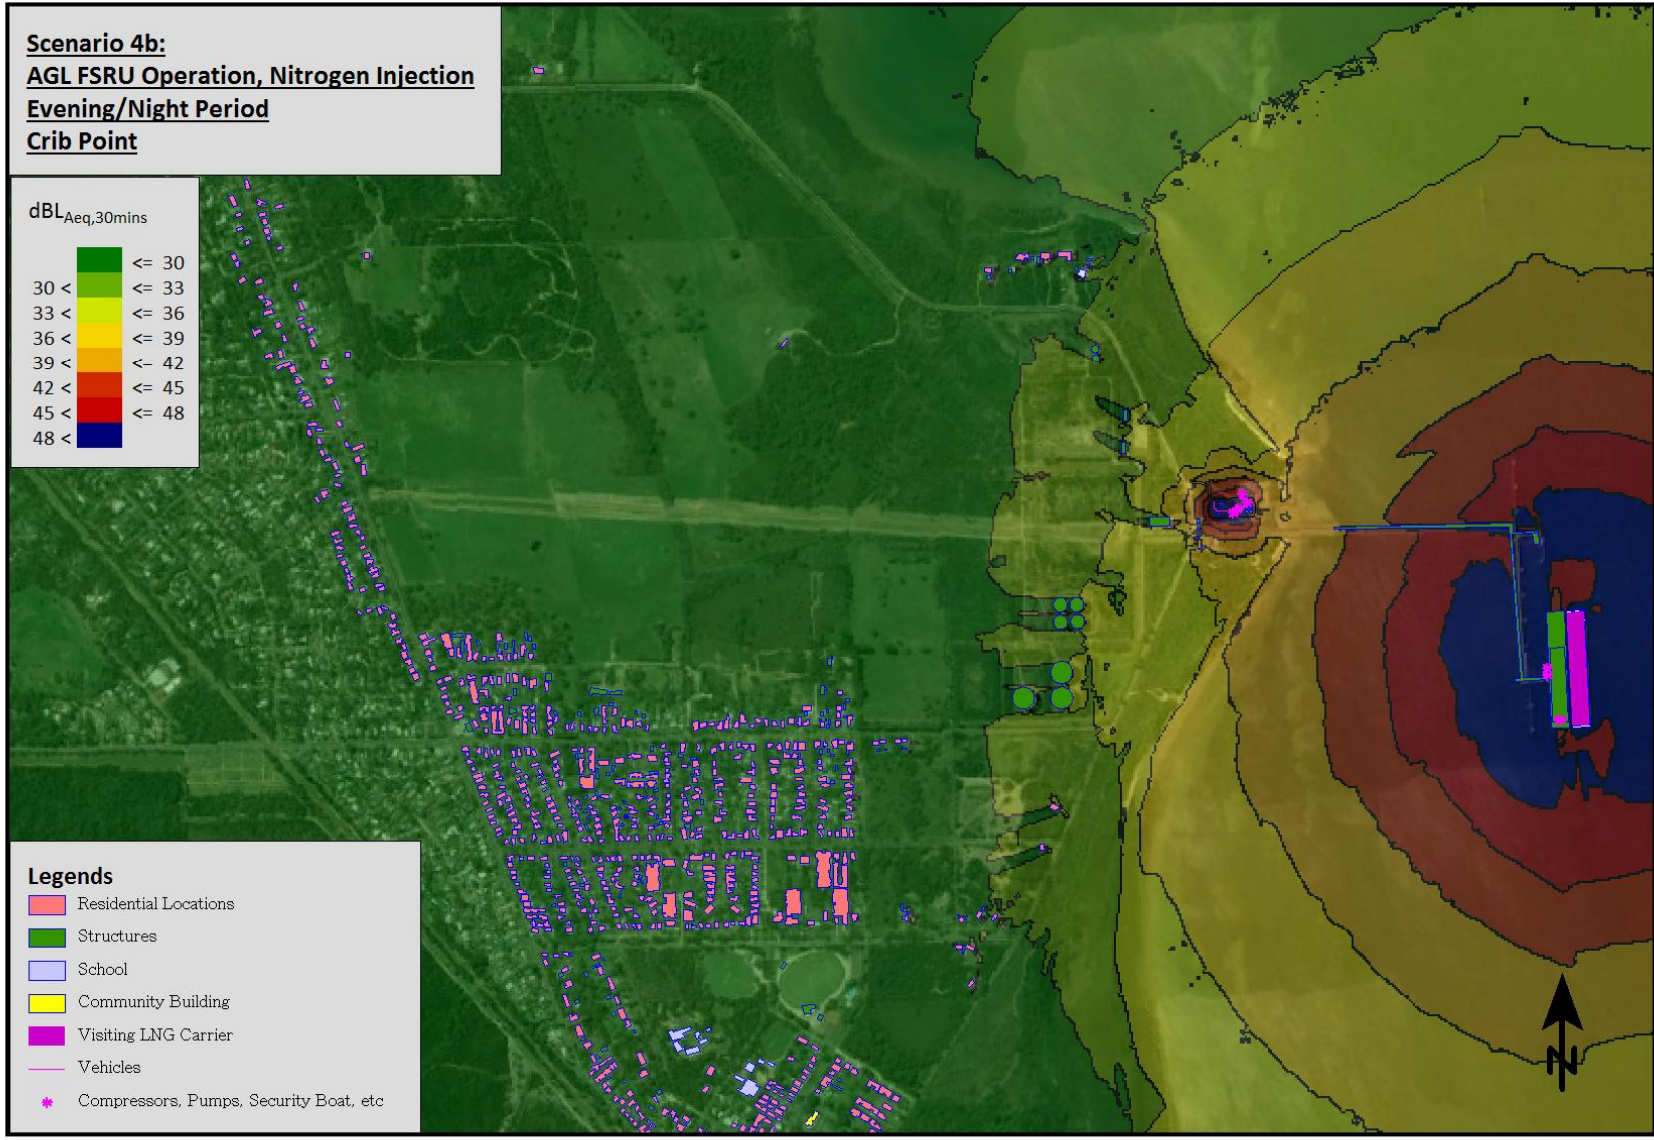 Scenario 4b:
AGL FSRU Operation, Nitrogen Injection
Evening/Night Period
Crib Point
dBLAeq,30mins
<= 30
30 < <= 33
33 < <= 36
36 < <= 39
39 < <= 42
42 < <= 45
45 < <= 48
48 <
Legends
Residential Locations
Structures
School
Community Building
Visiting LNG Carrier
Vehicles
Compressors, Pumps, Security Boat, etc
N